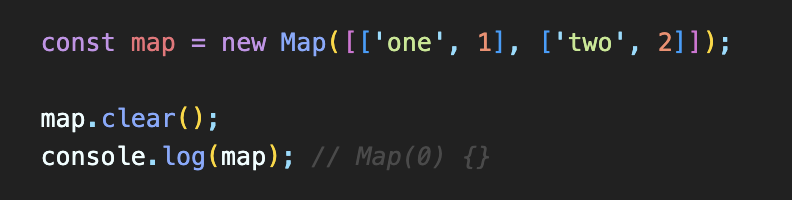 const map = new Map([['one', 1], ['two', 2]]);
map.clear();
console.log(map); // Map(0) {}